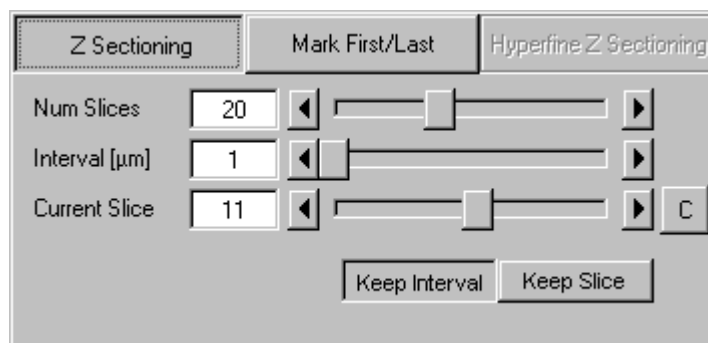 Z Sectioning Mark First/Last Hyperfine Z Sectioning
Num Slices 20
Interval [µm] 1
Current Slice 11 C
Keep Interval Keep Slice